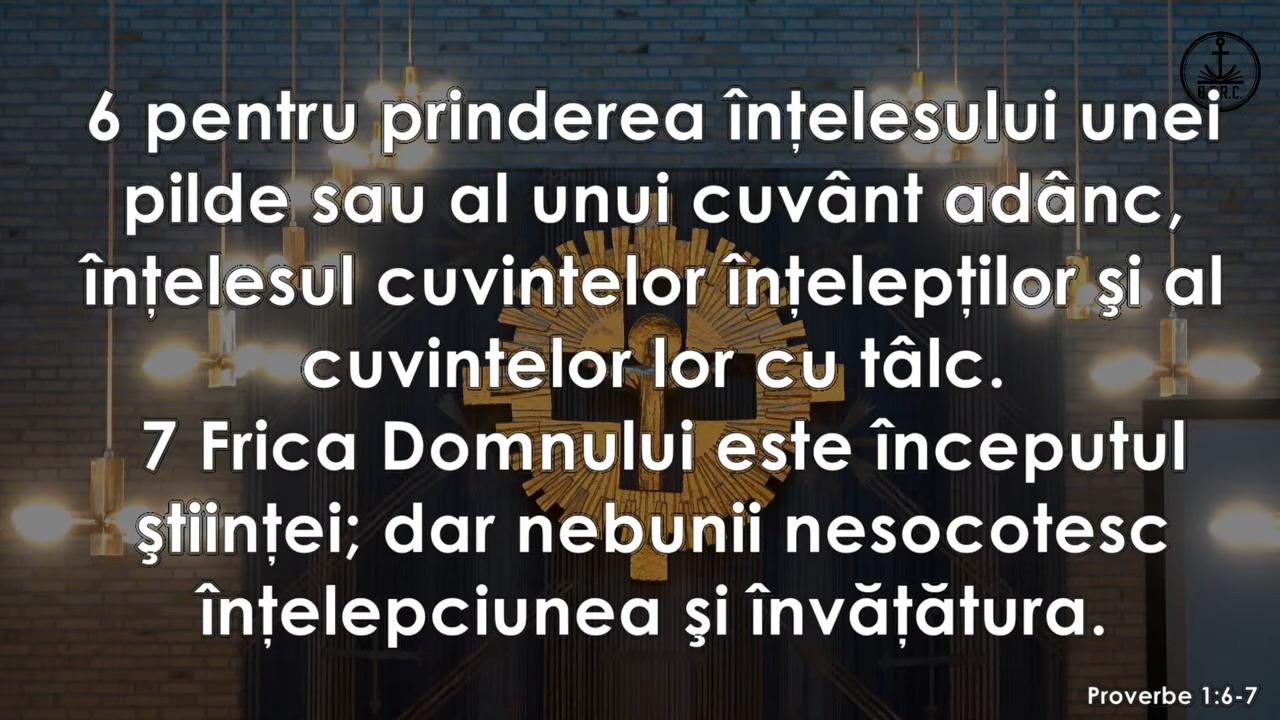 6 pentru prinderea înțelesului unei
pilde sau al unui cuvânt adânc,
înțelesul cuvintelor înțelepților şi al
cuvintelor lor cu tâlc.
7 Frica Domnului este începutul
ştiinței; dar nebunii nesocotesc
înțelepciunea şi învățătura.
Proverbe 1:6-7